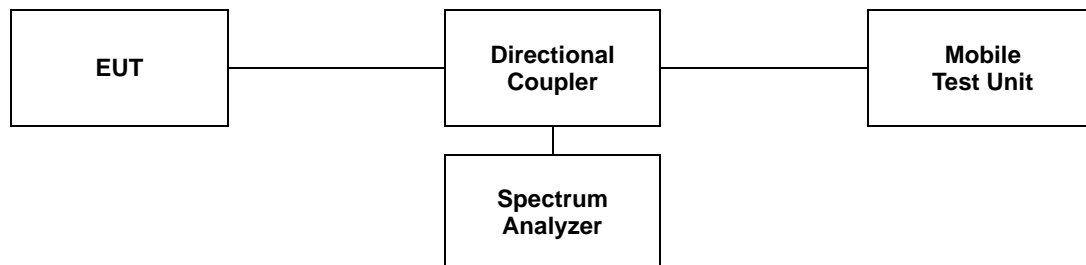 EUT
Directional
Coupler
Mobile
Test Unit
Spectrum
Analyzer